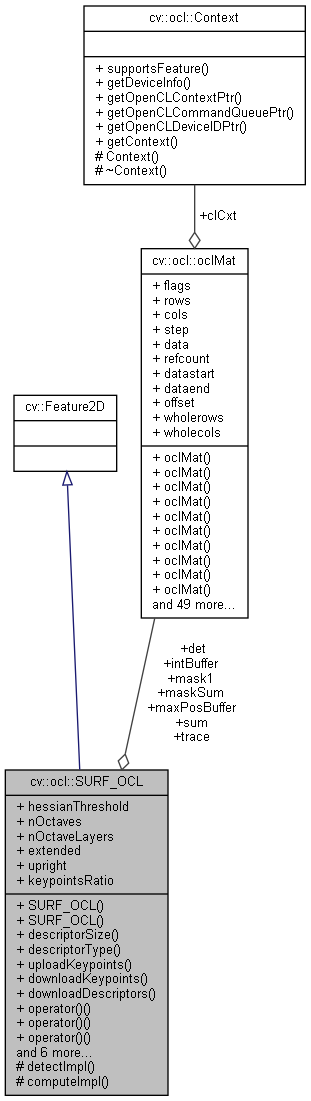 cv::ocl::Context
+ supportsFeature()
+ getDeviceInfo()
+ getOpenCLContextPtr()
+ getOpenCLCommandQueuePtr()
+ getOpenCLDeviceIDPtr()
+ getContext()
# Context()
# ~Context()
+clCxt
cv::ocl::oclMat
+ flags
+ rows
+ cols
+ step
+ data
+ refcount
+ datastart
+ dataend
+ offset
+ wholerows
+ wholecols
+ oclMat()
+ oclMat()
+ oclMat()
+ oclMat()
+ oclMat()
+ oclMat()
+ oclMat()
+ oclMat()
+ oclMat()
+ oclMat()
and 49 more...
cv::Feature2D
+det
+intBuffer
+mask1
+maskSum
+maxPosBuffer
+sum
+trace
cv::ocl::SURF_OCL
+ hessianThreshold
+ nOctaves
+ nOctaveLayers
+ extended
+ upright
+ keypointsRatio
+ SURF_OCL()
+ SURF_OCL()
+ descriptorSize()
+ descriptorType()
+ uploadKeypoints()
+ downloadKeypoints()
+ downloadDescriptors()
+ operator()()
+ operator()()
+ operator()()
and 6 more...
# detectImpl()
# computeImpl()